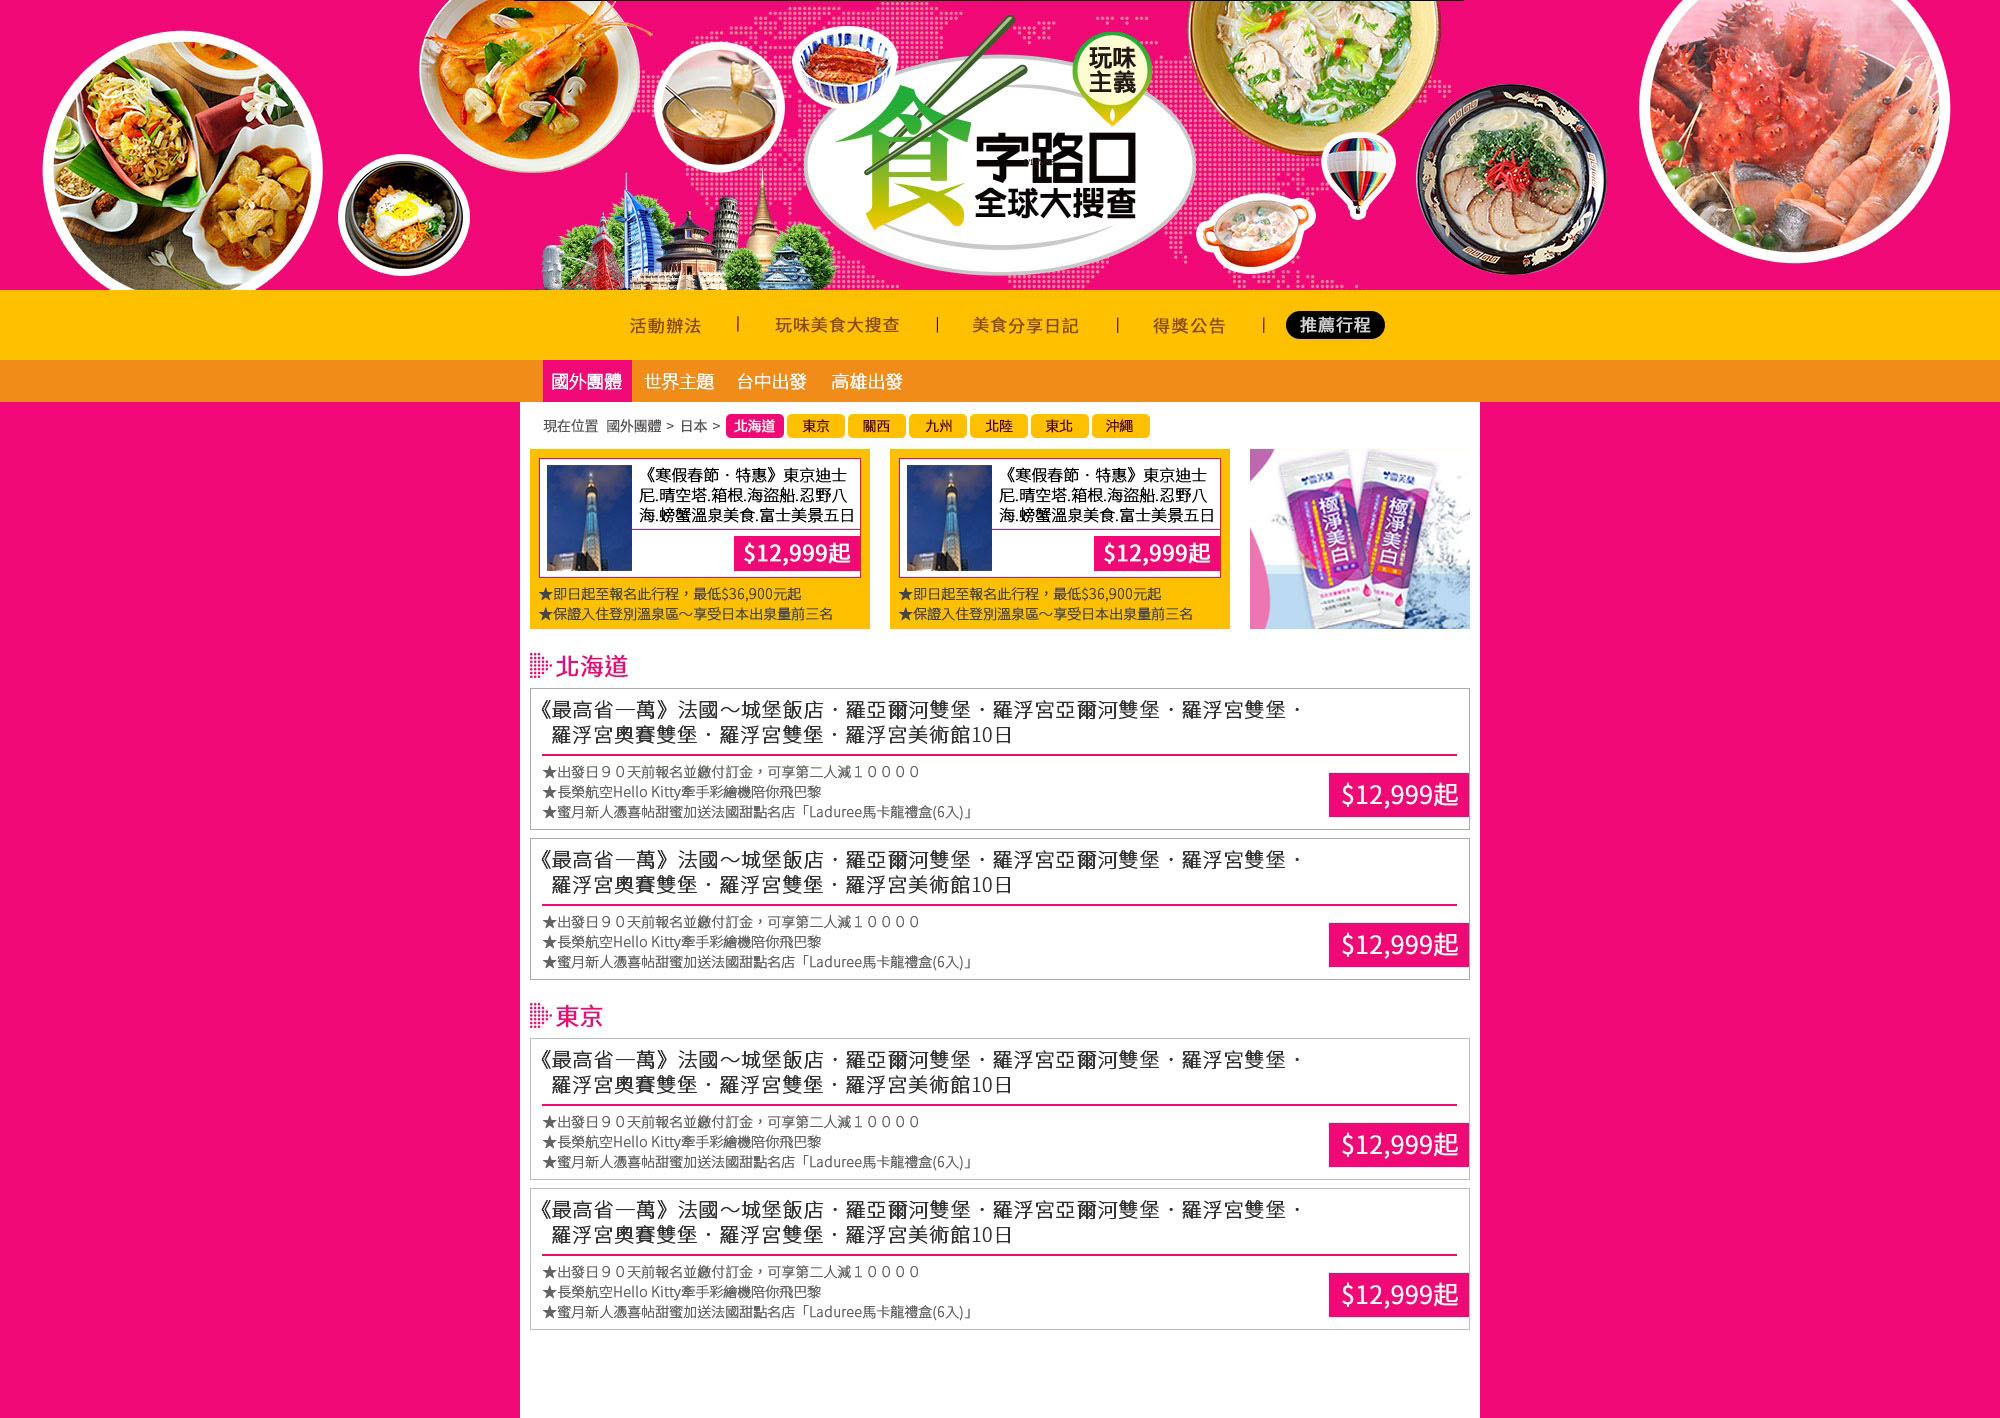 玩味
主義
食字路口
全球大搜查
活動辦法 | 玩味美食大搜查 | 美食分享日記 | 得獎公告 | 推薦行程
國外團體 世界主題 台中出發 高雄出發
現在位置 國外團體 > 日本 > 北海道 東京 關西 九州 北陸 東北 沖繩
《寒假春節．特惠》東京迪士
尼.晴空塔.箱根.海盜船.忍野八
海.螃蟹溫泉美食.富士美景五日
$12,999起
★即日起至報名此行程，最低$36,900元起
★保證入住登別溫泉區～享受日本出泉量前三名
《寒假春節．特惠》東京迪士
尼.晴空塔.箱根.海盜船.忍野八
海.螃蟹溫泉美食.富士美景五日
$12,999起
★即日起至報名此行程，最低$36,900元起
★保證入住登別溫泉區～享受日本出泉量前三名
雪芙蘭
極淨美白
極淨美白
北海道
《最高省一萬》法國～城堡飯店．羅亞爾河雙堡．羅浮宮亞爾河雙堡．羅浮宮雙堡．
羅浮宮奧賽雙堡．羅浮宮雙堡．羅浮宮美術館10日
★出發日９０天前報名並繳付訂金，可享第二人減１００００
★長榮航空Hello Kitty牽手彩繪機陪你飛巴黎
★蜜月新人憑喜帖甜蜜加送法國甜點名店「Laduree馬卡龍禮盒(6入)」
$12,999起
《最高省一萬》法國～城堡飯店．羅亞爾河雙堡．羅浮宮亞爾河雙堡．羅浮宮雙堡．
羅浮宮奧賽雙堡．羅浮宮雙堡．羅浮宮美術館10日
★出發日９０天前報名並繳付訂金，可享第二人減１００００
★長榮航空Hello Kitty牽手彩繪機陪你飛巴黎
★蜜月新人憑喜帖甜蜜加送法國甜點名店「Laduree馬卡龍禮盒(6入)」
$12,999起
東京
《最高省一萬》法國～城堡飯店．羅亞爾河雙堡．羅浮宮亞爾河雙堡．羅浮宮雙堡．
羅浮宮奧賽雙堡．羅浮宮雙堡．羅浮宮美術館10日
★出發日９０天前報名並繳付訂金，可享第二人減１００００
★長榮航空Hello Kitty牽手彩繪機陪你飛巴黎
★蜜月新人憑喜帖甜蜜加送法國甜點名店「Laduree馬卡龍禮盒(6入)」
$12,999起
《最高省一萬》法國～城堡飯店．羅亞爾河雙堡．羅浮宮亞爾河雙堡．羅浮宮雙堡．
羅浮宮奧賽雙堡．羅浮宮雙堡．羅浮宮美術館10日
★出發日９０天前報名並繳付訂金，可享第二人減１００００
★長榮航空Hello Kitty牽手彩繪機陪你飛巴黎
★蜜月新人憑喜帖甜蜜加送法國甜點名店「Laduree馬卡龍禮盒(6入)」
$12,999起